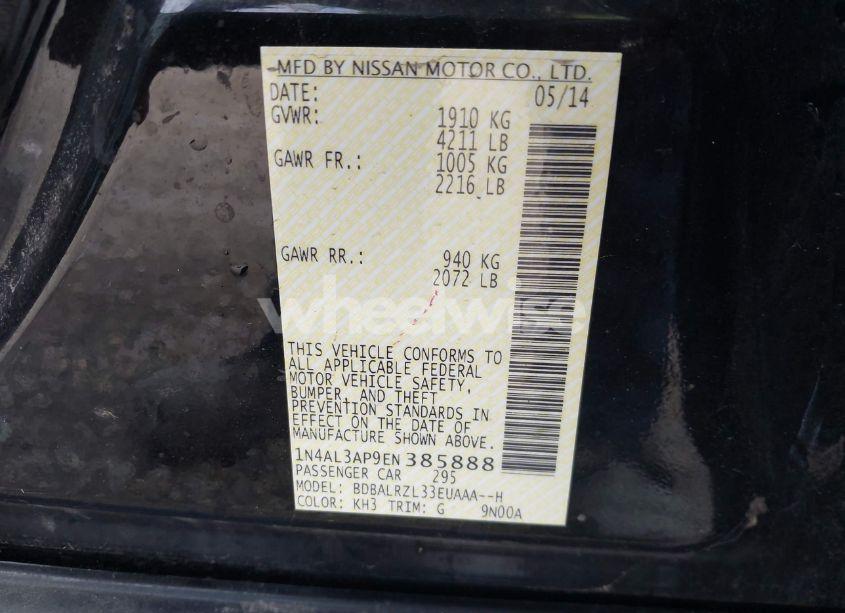 MFD BY NISSAN MOTOR CO., LTD.
DATE: 05/14
GVWR: 1910 KG
4211 LB
GAWR FR.: 1005 KG
2216 LB
GAWR RR.: 940 KG
2072 LB
wheelwise
THIS VEHICLE CONFORMS TO
ALL APPLICABLE FEDERAL
MOTOR VEHICLE SAFETY,
BUMPER, AND THEFT
PREVENTION STANDARDS IN
EFFECT ON THE DATE OF
MANUFACTURE SHOWN ABOVE.
1N4AL3AP9EN385888
PASSENGER CAR 295
MODEL: BDBALRZL33EUAAA--H
COLOR: KH3 TRIM: G 9N00A